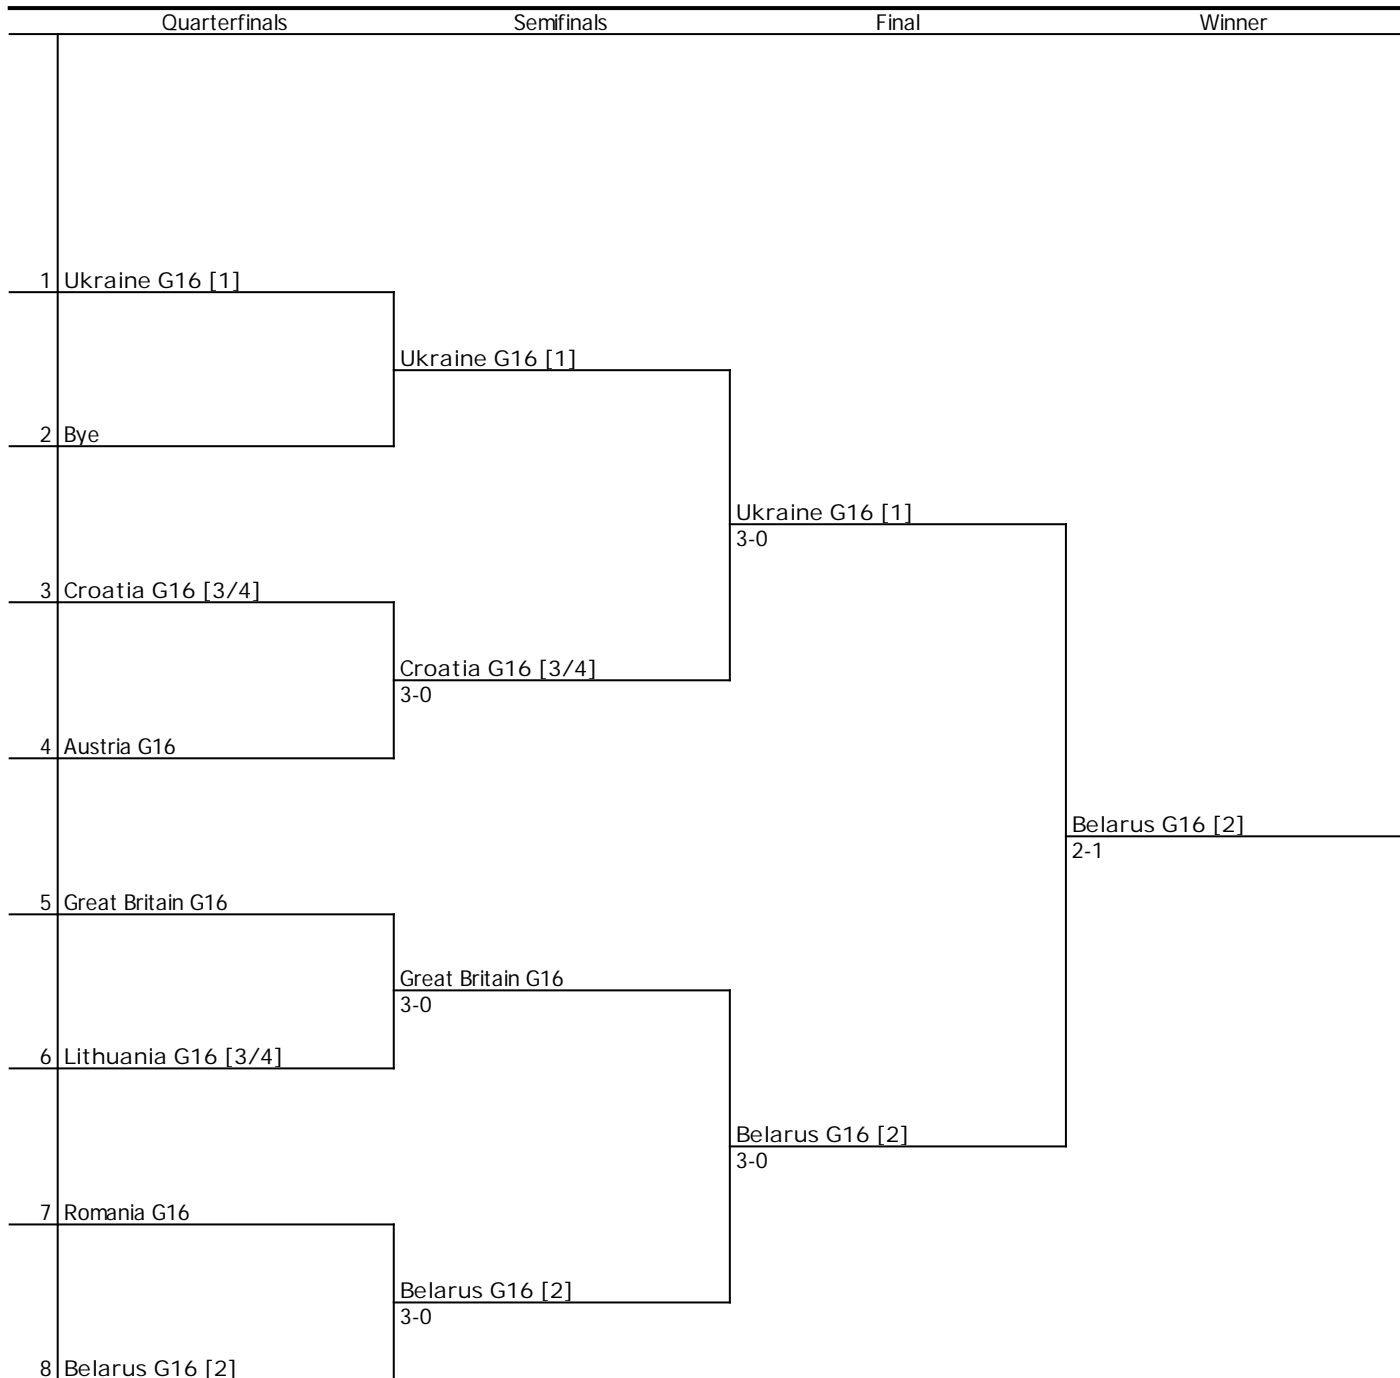 Quarterfinals Semifinals Final Winner
1 Ukraine G16 [1]
Ukraine G16 [1]
2 Bye
Ukraine G16 [1]
3-0
3 Croatia G16 [3/4]
Croatia G16 [3/4]
3-0
4 Austria G16
Belarus G16 [2]
2-1
5 Great Britain G16
Great Britain G16
3-0
6 Lithuania G16 [3/4]
Belarus G16 [2]
3-0
7 Romania G16
Belarus G16 [2]
3-0
8 Belarus G16 [2]